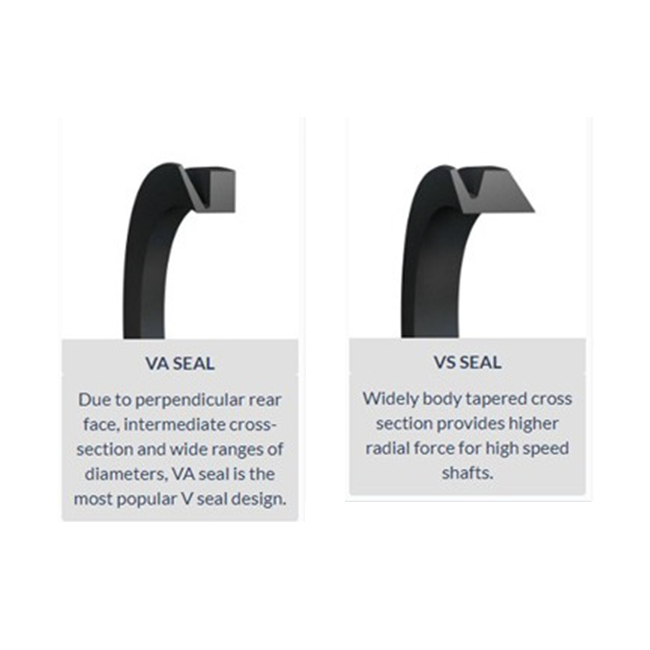 VA SEAL
Due to perpendicular rear
face, intermediate cross-
section and wide ranges of
diameters, VA seal is the
most popular V seal design.
VS SEAL
Widely body tapered cross
section provides higher
radial force for high speed
shafts.